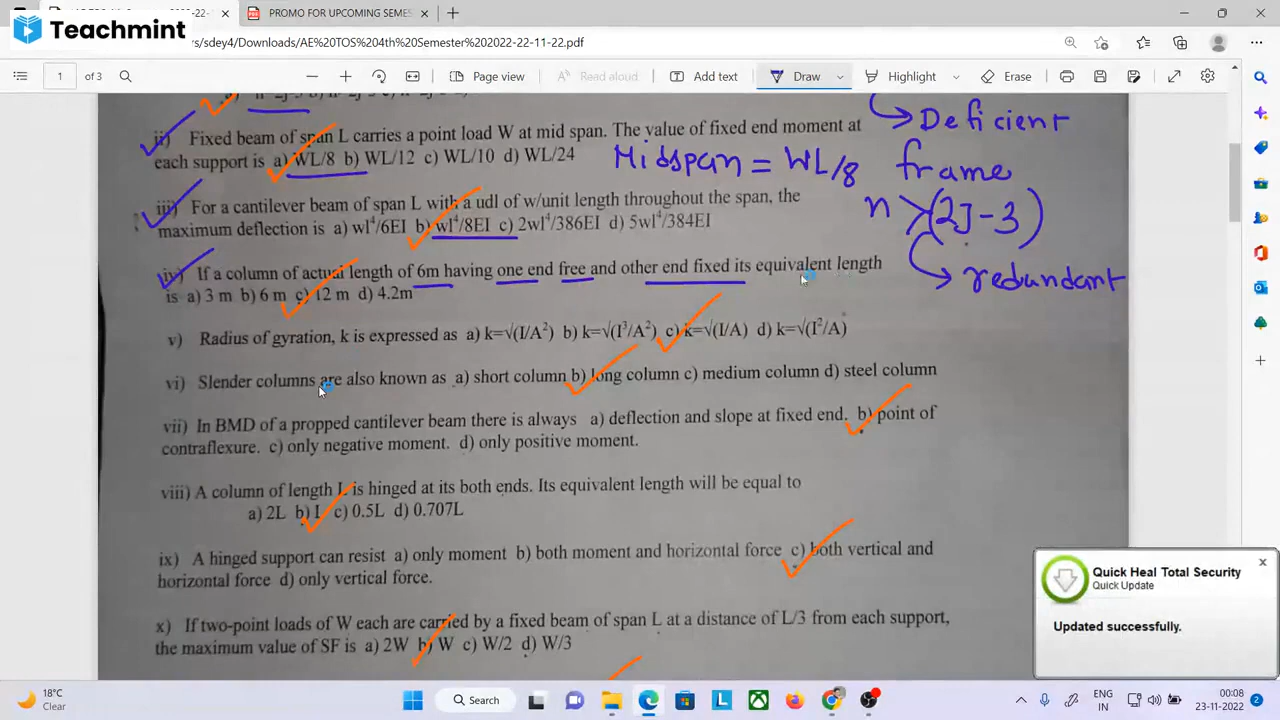 PROMO FOR UPCOMING SEMES
Teachmint
rs/sdey4/Downloads/AE%20TOS%204th%20Semester%202022-22-11-22.pdf
1 of 3
Page view
Read aloud
Add text
Draw
Highlight
Erase
ii) Fixed beam of span L carries a point load W at mid span. The value of fixed end moment at
each support is a) WL/8 b) WL/12 c) WL/10 d) WL/24
iii) For a cantilever beam of span L with a udl of w/unit length throughout the span, the
maximum deflection is a) wl⁴/6EI b) wl⁴/8EI c) 2wl⁴/386EI d) 5wl⁴/384EI
iv) If a column of actual length of 6m having one end free and other end fixed its equivalent length
is a) 3 m b) 6 m c) 12 m d) 4.2m
v) Radius of gyration, k is expressed as a) k=√(I/A²) b) k=√(I³/A²) c) k=√(I/A) d) k=√(I²/A)
vi) Slender columns are also known as a) short column b) long column c) medium column d) steel column
vii) In BMD of a propped cantilever beam there is always a) deflection and slope at fixed end. b) point of
contraflexure. c) only negative moment. d) only positive moment.
viii) A column of length L is hinged at its both ends. Its equivalent length will be equal to
a) 2L b) L c) 0.5L d) 0.707L
ix) A hinged support can resist a) only moment b) both moment and horizontal force c) both vertical and
horizontal force d) only vertical force.
x) If two-point loads of W each are carried by a fixed beam of span L at a distance of L/3 from each support,
the maximum value of SF is a) 2W b) W c) W/2 d) W/3
Deficient
Midspan = WL/8 frame
n > (2J-3)
redundant
Quick Heal Total Security
Quick Update
Updated successfully.
18°C
Clear
Search
ENG
IN
00:08
23-11-2022
2